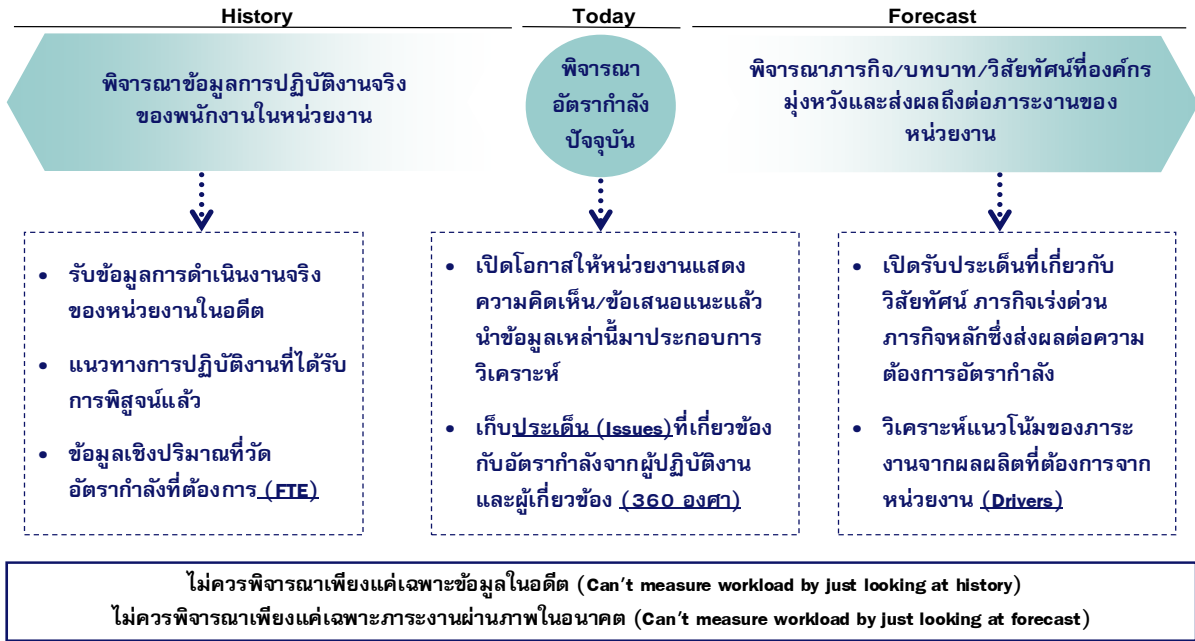 History
พิจารณาข้อมูลการปฏิบัติงานจริง
ของพนักงานในหน่วยงาน
• รับข้อมูลการดำเนินงานจริง
ของหน่วยงานในอดีต
• แนวทางการปฏิบัติงานที่ได้รับ
การพิสูจน์แล้ว
• ข้อมูลเชิงปริมาณที่วัด
อัตรากำลังที่ต้องการ (FTE)
Today
พิจารณา
อัตรากำลัง
ปัจจุบัน
• เปิดโอกาสให้หน่วยงานแสดง
ความคิดเห็น/ข้อเสนอแนะแล้ว
นำข้อมูลเหล่านี้มาประกอบการ
วิเคราะห์
• เก็บประเด็น (Issues)ที่เกี่ยวข้อง
กับอัตรากำลังจากผู้ปฏิบัติงาน
และผู้เกี่ยวข้อง (360 องศา)
Forecast
พิจารณาภารกิจ/บทบาท/วิสัยทัศน์ที่องค์กร
มุ่งหวังและส่งผลถึงต่อภาระงานของ
หน่วยงาน
• เปิดรับประเด็นที่เกี่ยวกับ
วิสัยทัศน์ ภารกิจเร่งด่วน
ภารกิจหลักซึ่งส่งผลต่อความ
ต้องการอัตรากำลัง
• วิเคราะห์แนวโน้มของภาระ
งานจากผลผลิตที่ต้องการจาก
หน่วยงาน (Drivers)
ไม่ควรพิจารณาเพียงแค่เฉพาะข้อมูลในอดีต (Can't measure workload by just looking at history)
ไม่ควรพิจารณาเพียงแค่เฉพาะภาระงานผ่านภาพในอนาคต (Can't measure workload by just looking at forecast)